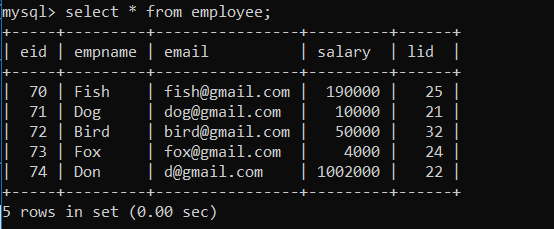 mysql> select * from employee;
+-----+---------+----------------+---------+------+
| eid | empname | email          | salary  | lid  |
+-----+---------+----------------+---------+------+
|  70 | Fish    | fish@gmail.com |  190000 |   25 |
|  71 | Dog     | dog@gmail.com  |   10000 |   21 |
|  72 | Bird    | bird@gmail.com |   50000 |   32 |
|  73 | Fox     | fox@gmail.com  |    4000 |   24 |
|  74 | Don     | d@gmail.com    | 1002000 |   22 |
+-----+---------+----------------+---------+------+
5 rows in set (0.00 sec)